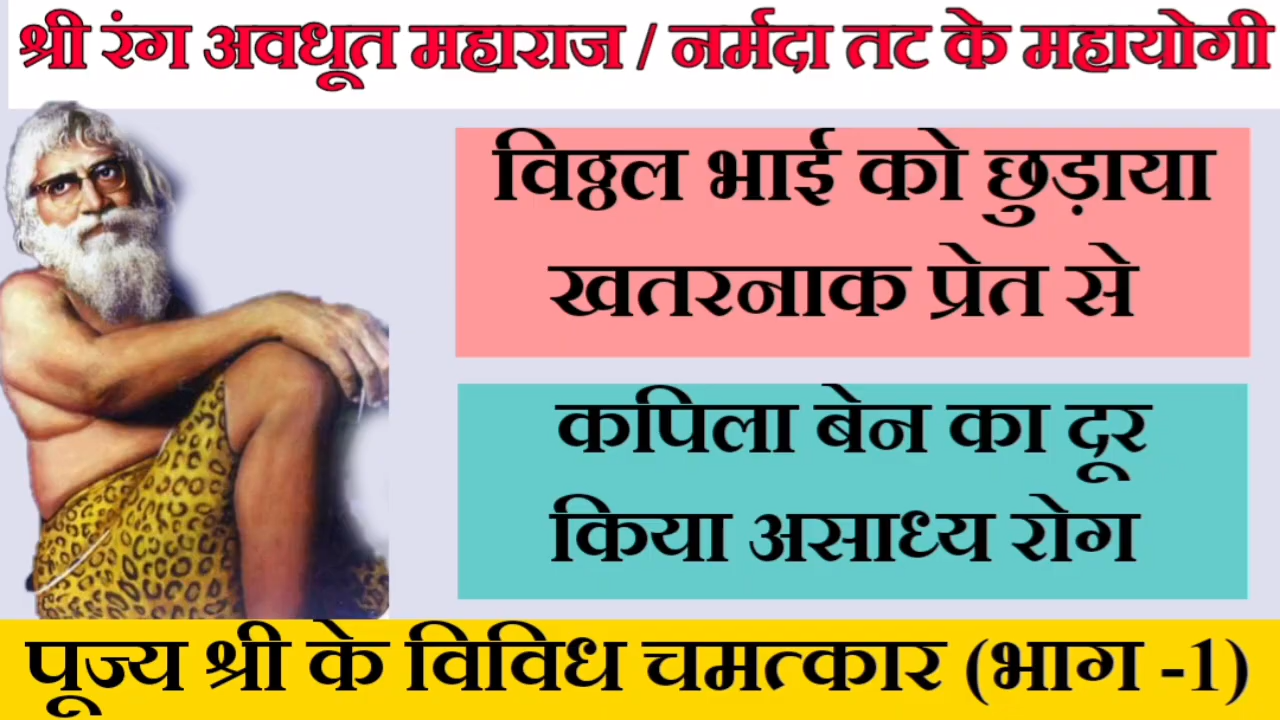 श्री रंग अवधूत महाराज / नर्मदा तट के महायोगी
विठ्ठल भाई को छुड़ाया
खतरनाक प्रेत से
कपिला बेन का दूर
किया असाध्य रोग
पूज्य श्री के विविध चमत्कार (भाग -1)